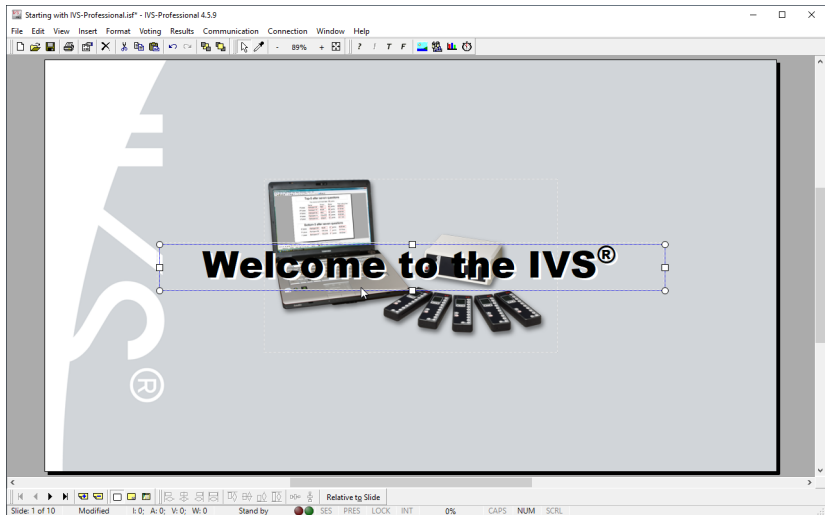 Starting with IVS-Professional.isf* - IVS-Professional 4.5.9
File Edit View Insert Format Voting Results Communication Connection Window Help
- 89% + ? ! T F
IVS®
Welcome to the IVS®
Relative to Slide
Slide: 1 of 10 Modified I: 0; A: 0; V: 0; W: 0 Stand by SES PRES LOCK INT 0% CAPS NUM SCRL